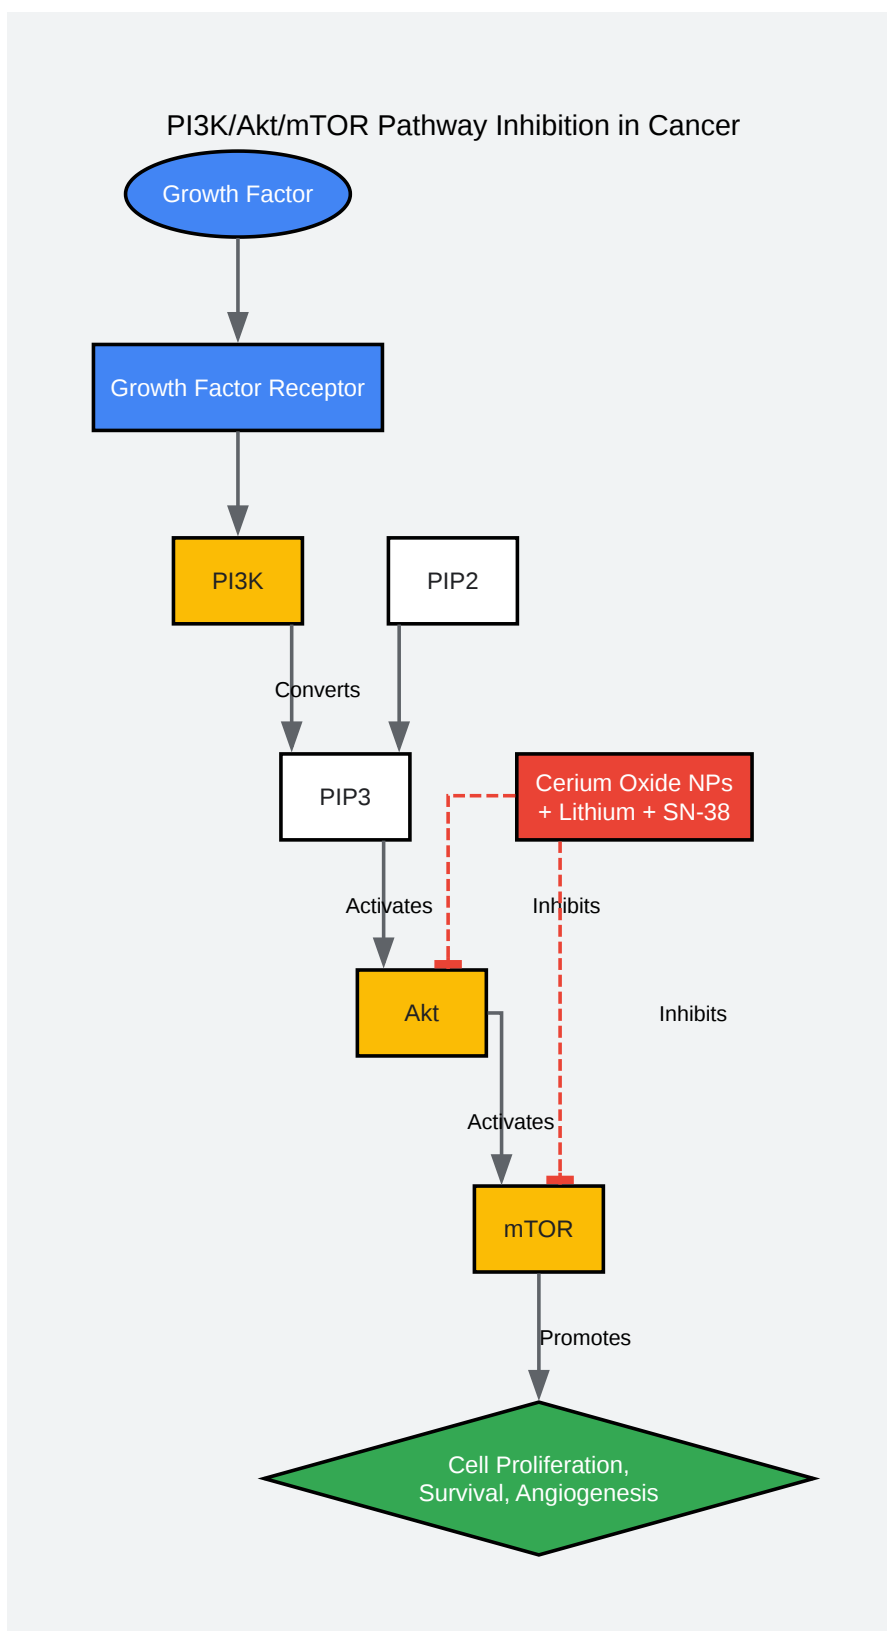 PI3K/Akt/mTOR Pathway Inhibition in Cancer
Growth Factor
Growth Factor Receptor
PI3K
PIP2
Converts
PIP3
Cerium Oxide NPs
+ Lithium + SN-38
Activates
Inhibits
Akt
Inhibits
Activates
mTOR
Promotes
Cell Proliferation,
Survival, Angiogenesis